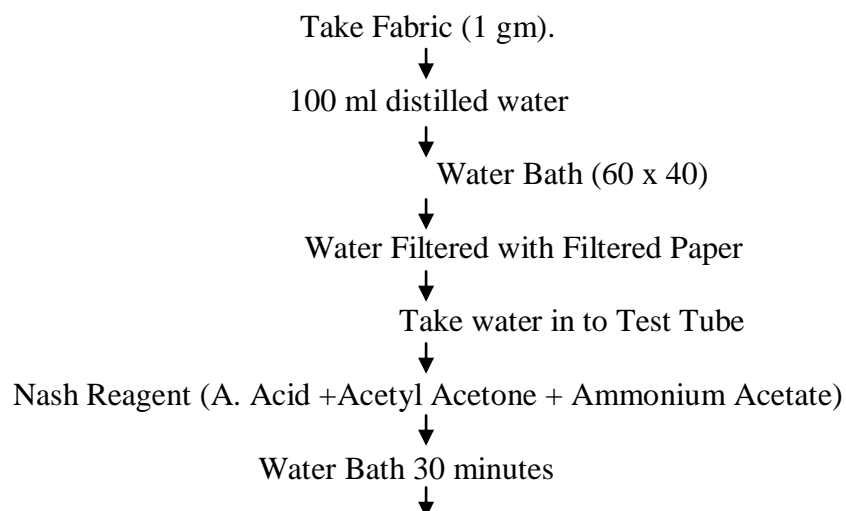 Take Fabric (1 gm).
100 ml distilled water
Water Bath (60 x 40)
Water Filtered with Filtered Paper
Take water in to Test Tube
Nash Reagent (A. Acid +Acetyl Acetone + Ammonium Acetate)
Water Bath 30 minutes